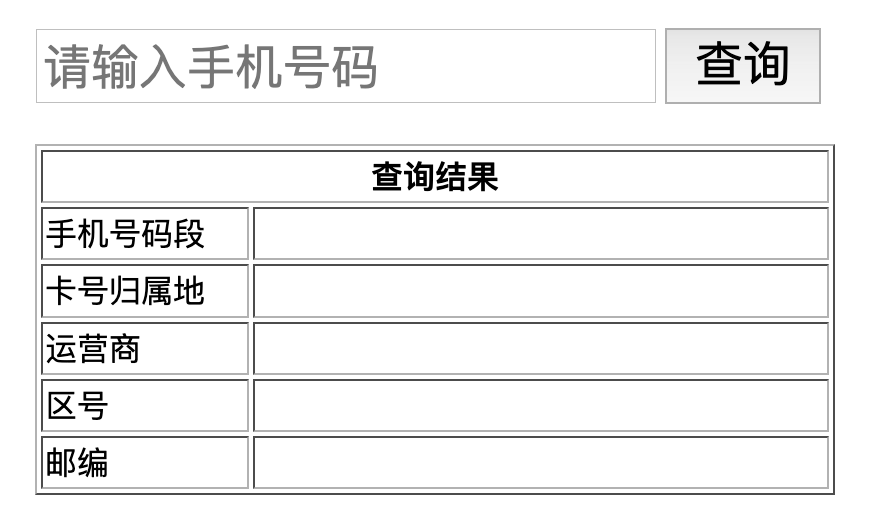 请输入手机号码
查询
查询结果
手机号码段
卡号归属地
运营商
区号
邮编